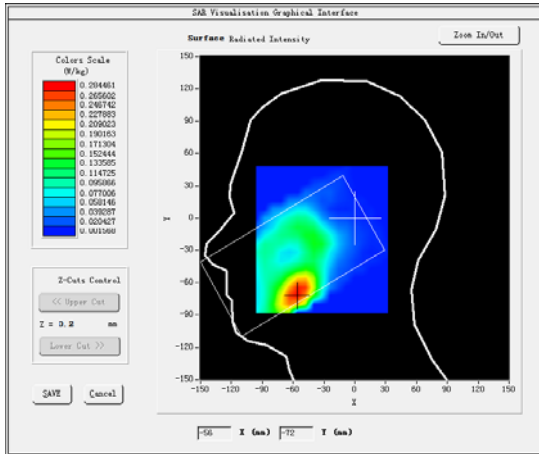 SAR Visualisation Graphical Interface
Surface Radiated Intensity
Zoom In/Out
Colors Scale
(W/kg)
0.284461
0.265602
0.246742
0.227883
0.209023
0.190163
0.171304
0.152444
0.133585
0.114725
0.095866
0.077006
0.058146
0.039287
0.020427
0.001568
Z-Cuts Control
<< Upper Cut
Z = 3.2 mm
Lower Cut >>
SAVE
Cancel
150
120
90
60
30
0
-30
-60
-90
-120
-150
Y
-150 -120 -90 -60 -30 0 30 60 90 120 150
X
-56 X (mm) -72 Y (mm)